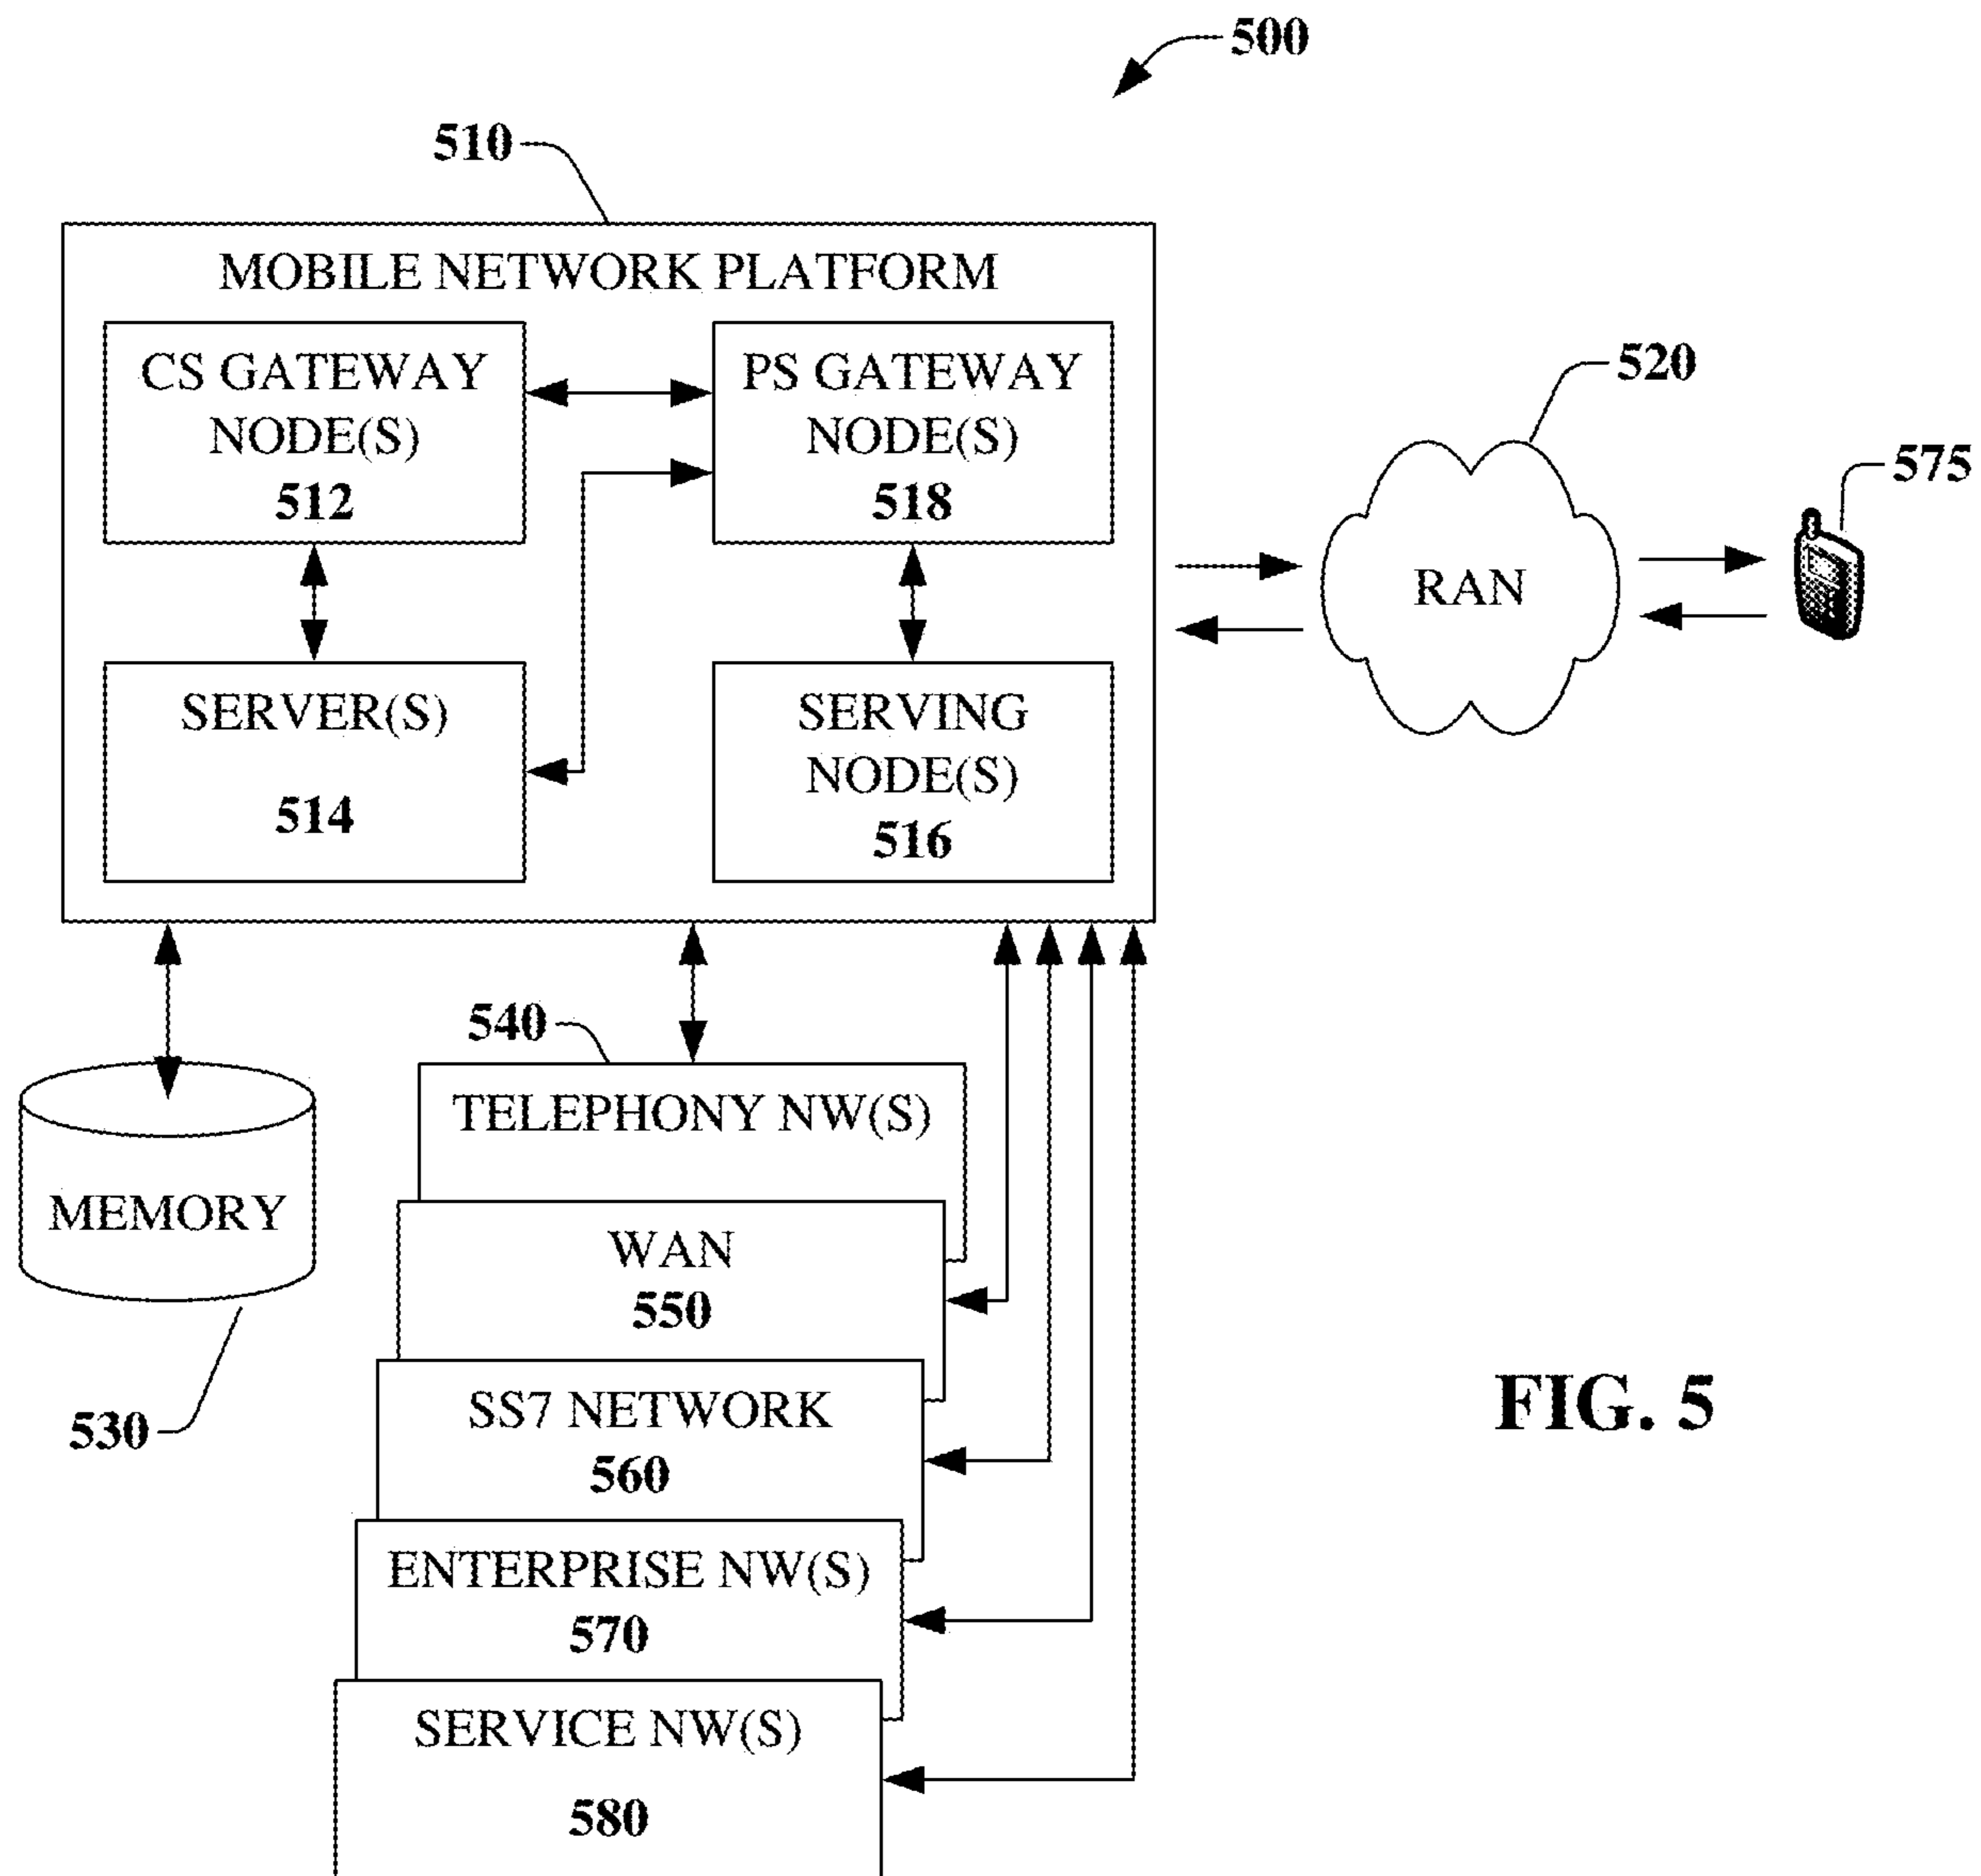 500
510
MOBILE NETWORK PLATFORM
CS GATEWAY
NODE(S)
512
PS GATEWAY
NODE(S)
518
SERVER(S)
514
SERVING
NODE(S)
516
520
RAN
575
540
TELEPHONY NW(S)
MEMORY
530
WAN
550
SS7 NETWORK
560
ENTERPRISE NW(S)
570
SERVICE NW(S)
580
FIG. 5